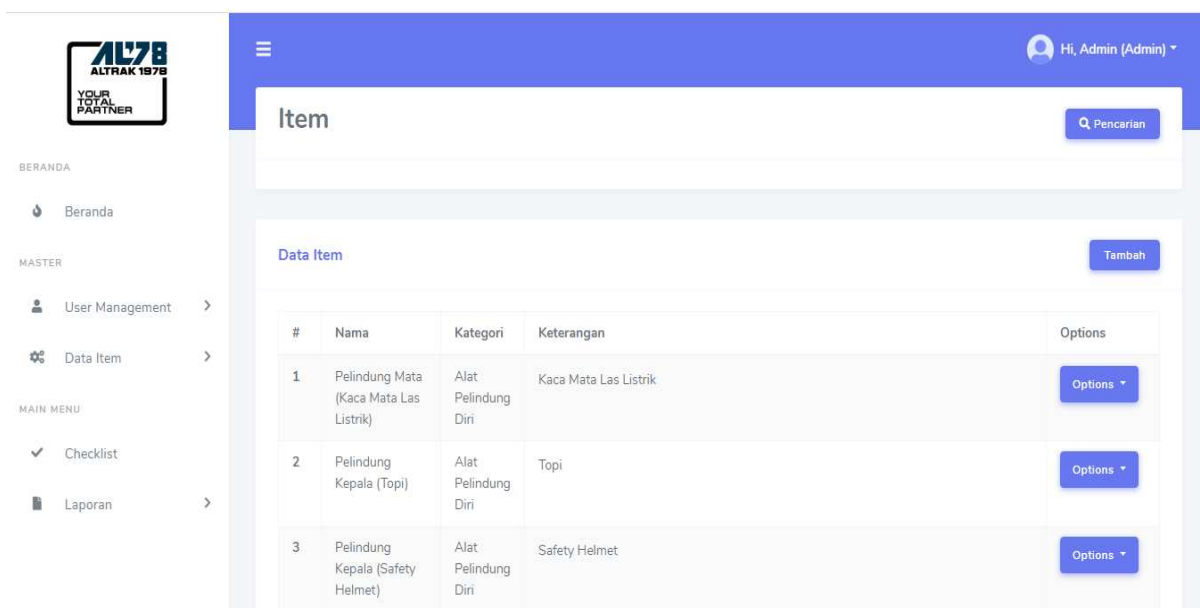 AL78
ALTRAK 1978
YOUR
TOTAL
PARTNER
BERANDA
Beranda
MASTER
User Management
Data Item
MAIN MENU
Checklist
Laporan
Hi, Admin (Admin)
Item
Pencarian
Data Item
Tambah
# Nama Kategori Keterangan Options
1 Pelindung Mata Alat Kaca Mata Las Listrik Options
(Kaca Mata Las Pelindung
Listrik) Diri
2 Pelindung Alat Topi Options
Kepala (Topi) Pelindung
Diri
3 Pelindung Alat Safety Helmet Options
Kepala (Safety Pelindung
Helmet) Diri